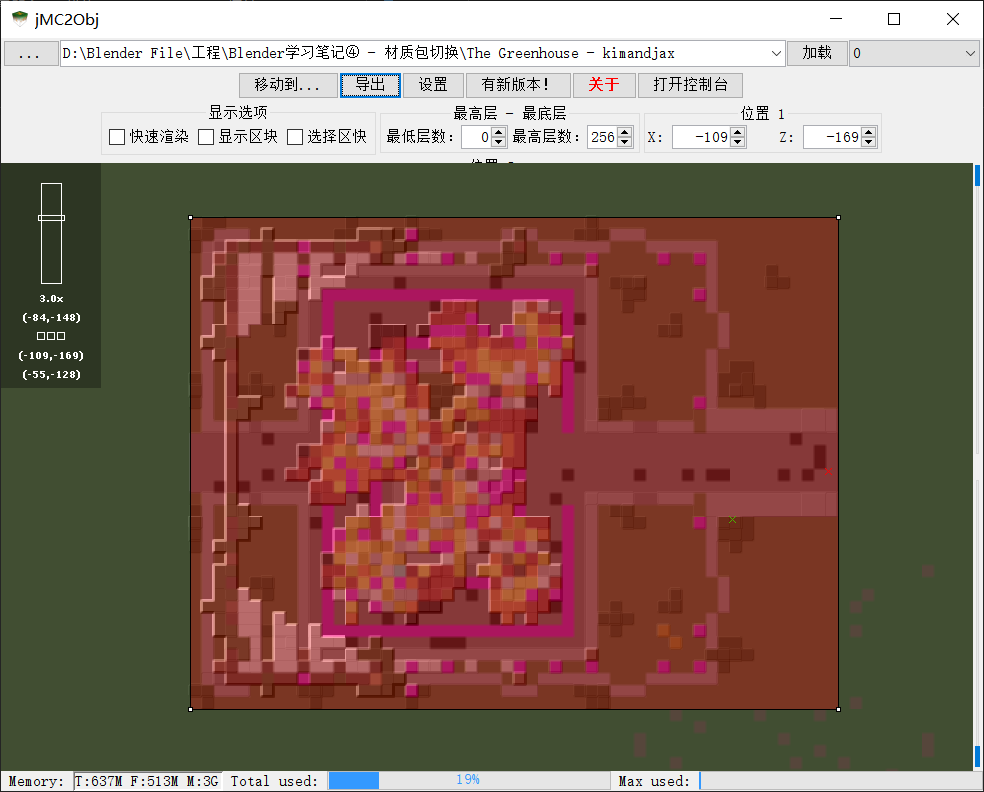 jMC2Obj
... D:\Blender File\工程\Blender学习笔记④ - 材质包切换\The Greenhouse - kimandjax 加载 0
移动到... 导出 设置 有新版本! 关于 打开控制台
显示选项 最高层 - 最底层 位置 1
快速渲染 显示区块 选择区快 最低层数: 0 最高层数: 256 X: -109 Z: -169
3.0x
(-84,-148)
□□□
(-109,-169)
(-55,-128)
Memory: T:637M F:513M M:3G Total used: 19% Max used: